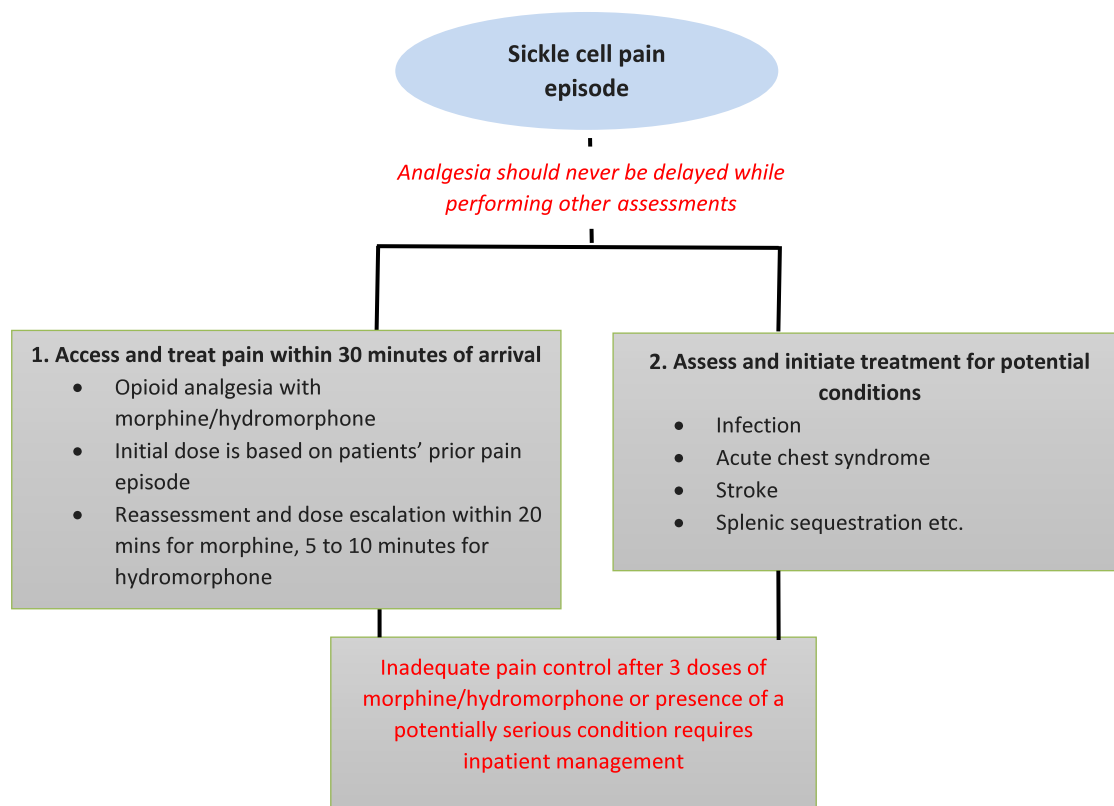 Sickle cell pain
episode
Analgesia should never be delayed while
performing other assessments
1. Access and treat pain within 30 minutes of arrival
• Opioid analgesia with
morphine/hydromorphone
• Initial dose is based on patients’ prior pain
episode
• Reassessment and dose escalation within 20
mins for morphine, 5 to 10 minutes for
hydromorphone
2. Assess and initiate treatment for potential
conditions
• Infection
• Acute chest syndrome
• Stroke
• Splenic sequestration etc.
Inadequate pain control after 3 doses of
morphine/hydromorphone or presence of a
potentially serious condition requires
inpatient management